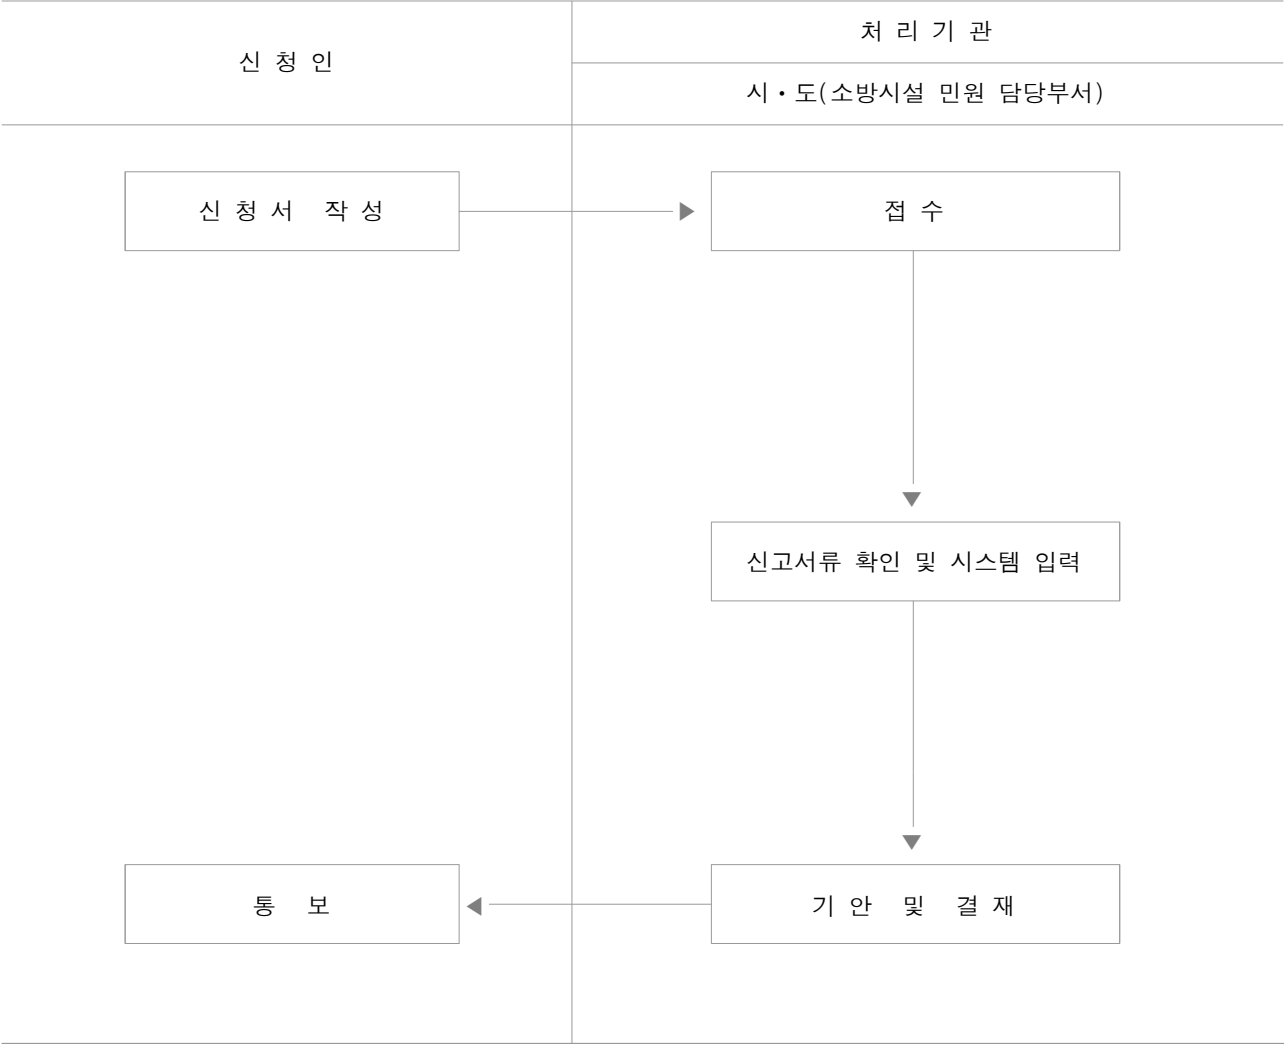 신 청 인
처 리 기 관
시・도(소방시설 민원 담당부서)
신 청 서 작 성
접 수
신고서류 확인 및 시스템 입력
통 보
기 안 및 결 재